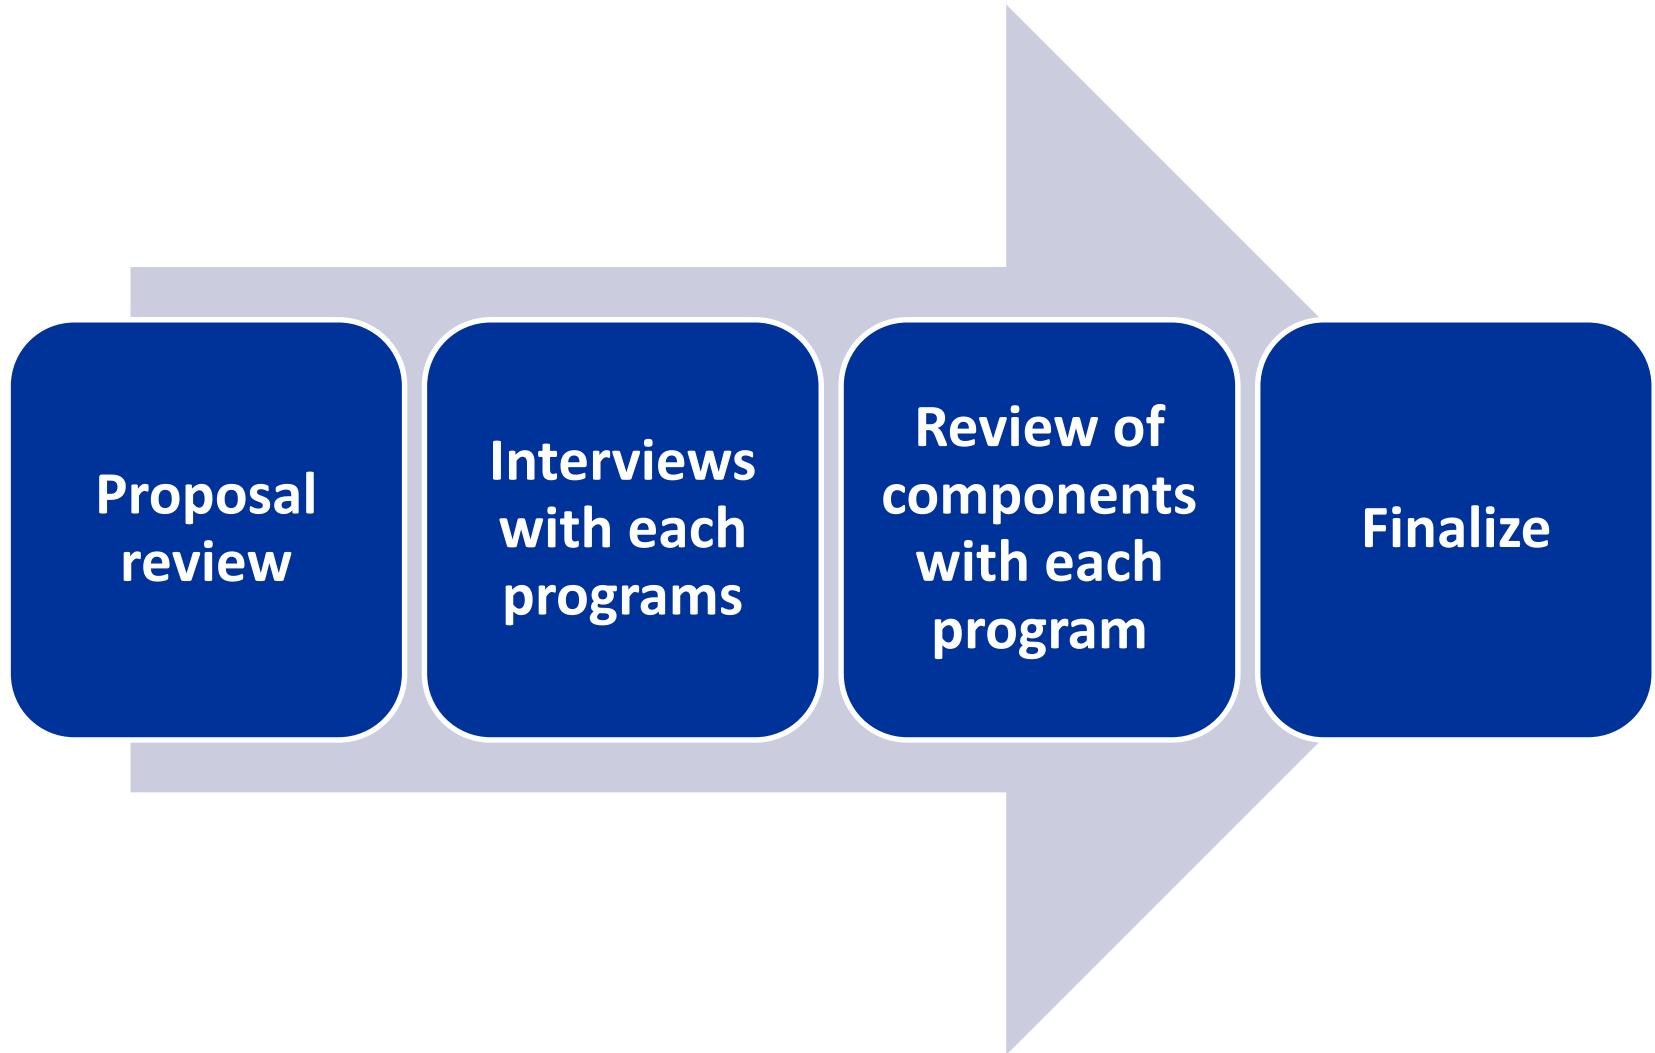 Proposal
review
Interviews
with each
programs
Review of
components
with each
program
Finalize